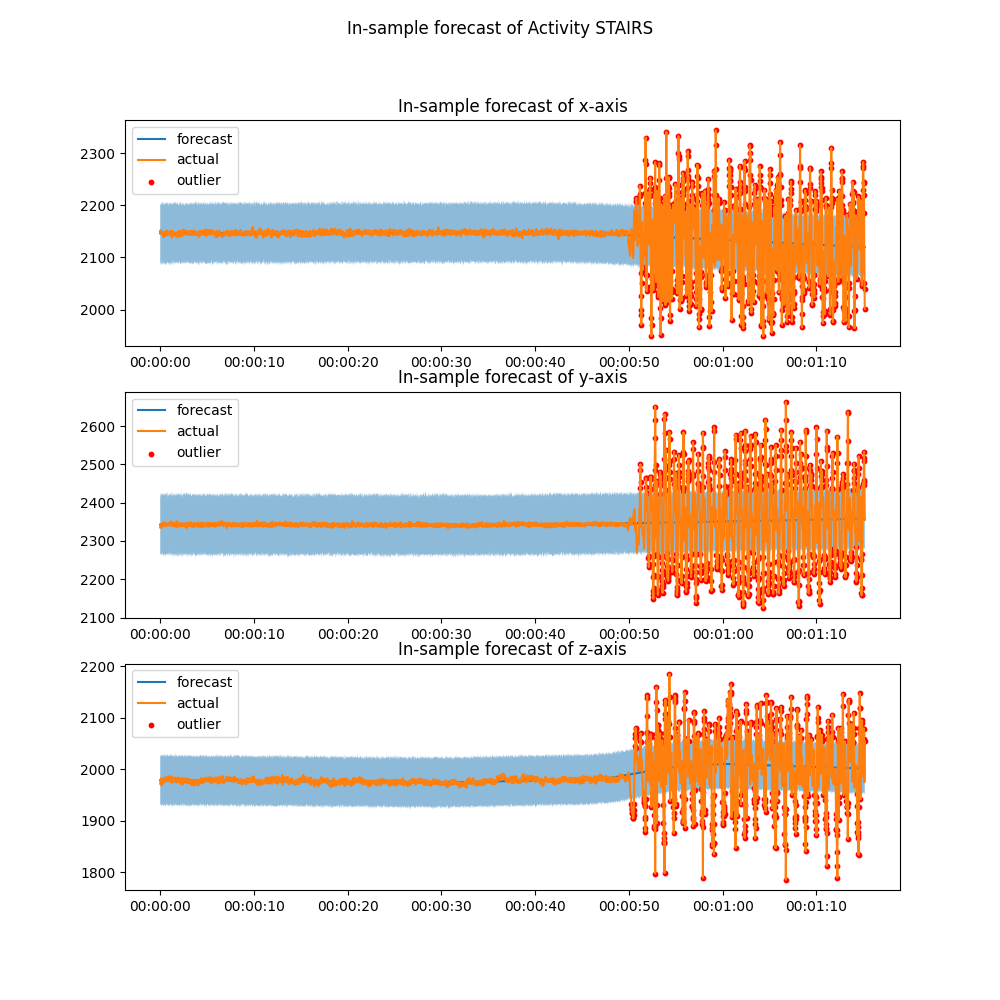 In-sample forecast of Activity STAIRS
In-sample forecast of x-axis
forecast
actual
outlier
2300
2200
2100
2000
00:00:00 00:00:10 00:00:20 00:00:30 00:00:40 00:00:50 00:01:00 00:01:10
In-sample forecast of y-axis
forecast
actual
outlier
2600
2500
2400
2300
2200
2100
00:00:00 00:00:10 00:00:20 00:00:30 00:00:40 00:00:50 00:01:00 00:01:10
In-sample forecast of z-axis
forecast
actual
outlier
2200
2100
2000
1900
1800
00:00:00 00:00:10 00:00:20 00:00:30 00:00:40 00:00:50 00:01:00 00:01:10